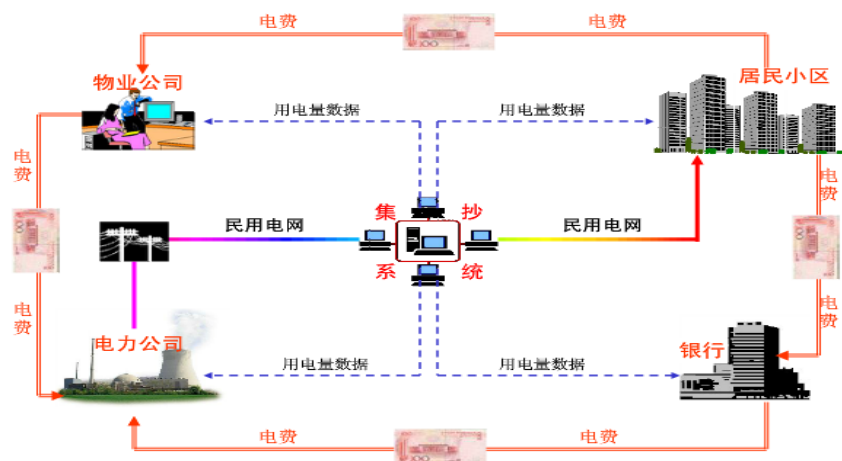 电费
电费
物业公司
居民小区
用电量数据
用电量数据
电费
电费
集
抄
民用电网
民用电网
系
统
电费
电费
电力公司
银行
用电量数据
用电量数据
电费
电费